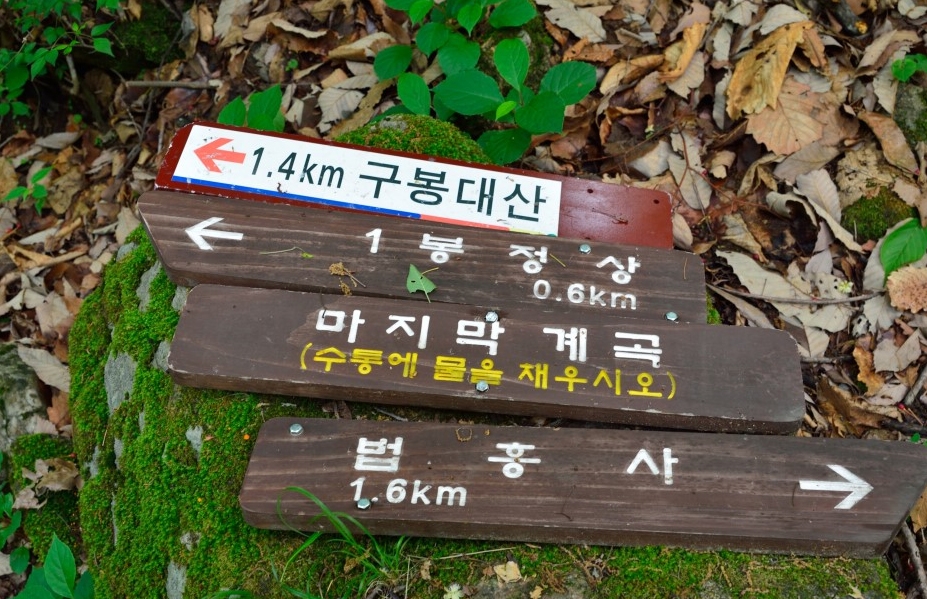 1.4km 구봉대산
1 봉 정 상
0.6km
마 지 막 계 곡
(수통에 물을 채우시오)
법 흥 사
1.6km